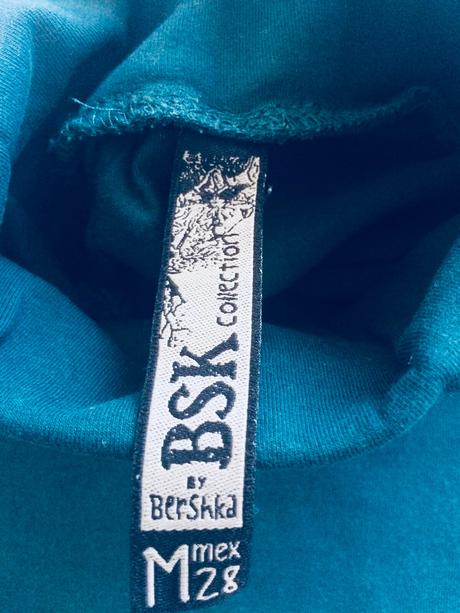 Collection
BSK
BY
BerShka
M mex
28